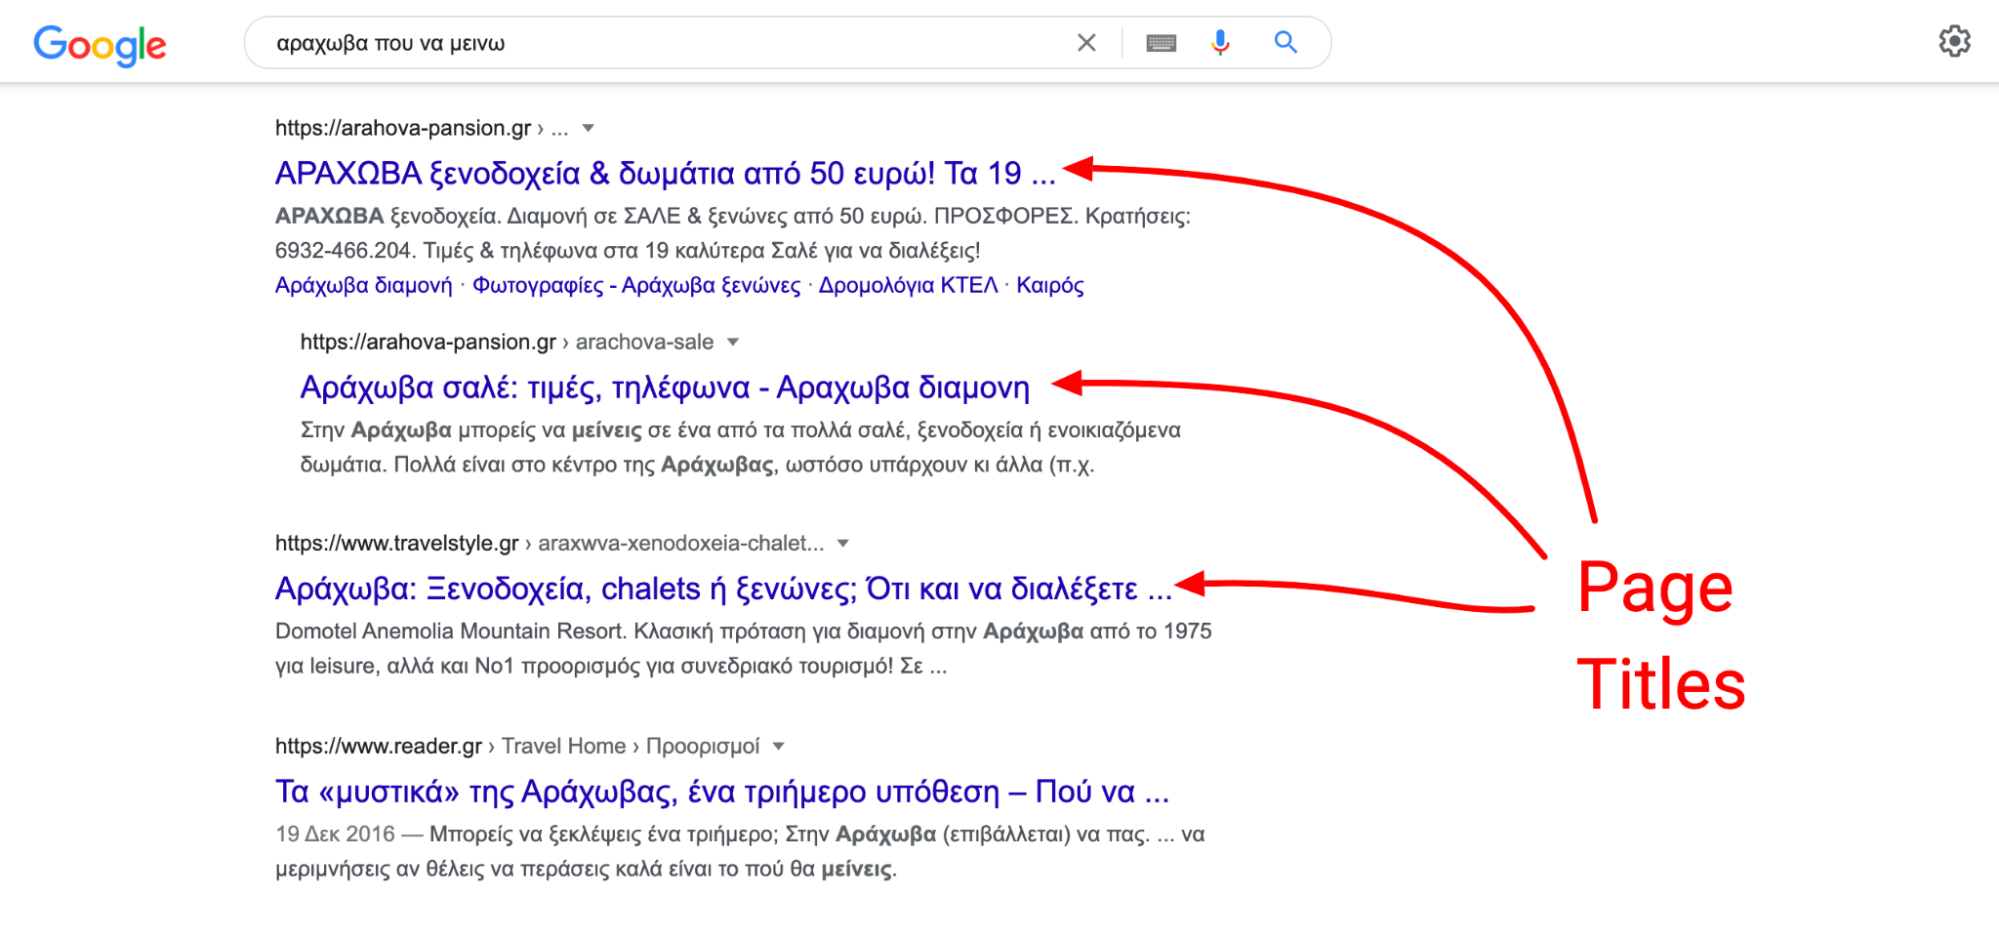 Google
αραχωβα που να μεινω
https://arahova-pansion.gr › ...
ΑΡΑΧΩΒΑ ξενοδοχεία & δωμάτια από 50 ευρώ! Τα 19 ...
ΑΡΑΧΩΒΑ ξενοδοχεία. Διαμονή σε ΣΑΛΕ & ξενώνες από 50 ευρώ. ΠΡΟΣΦΟΡΕΣ. Κρατήσεις:
6932-466.204. Τιμές & τηλέφωνα στα 19 καλύτερα Σαλέ για να διαλέξεις!
Αράχωβα διαμονή · Φωτογραφίες - Αράχωβα ξενώνες · Δρομολόγια ΚΤΕΛ · Καιρός
https://arahova-pansion.gr › arachova-sale
Αράχωβα σαλέ: τιμές, τηλέφωνα - Αραχωβα διαμονη
Στην Αράχωβα μπορείς να μείνεις σε ένα από τα πολλά σαλέ, ξενοδοχεία ή ενοικιαζόμενα
δωμάτια. Πολλά είναι στο κέντρο της Αράχωβας, ωστόσο υπάρχουν κι άλλα (π.χ.
https://www.travelstyle.gr › araxwva-xenodoxeia-chalet...
Αράχωβα: Ξενοδοχεία, chalets ή ξενώνες; Ότι και να διαλέξετε ...
Domotel Anemolia Mountain Resort. Κλασική πρόταση για διαμονή στην Αράχωβα από το 1975
για leisure, αλλά και Νο1 προορισμός για συνεδριακό τουρισμό! Σε ...
Page
Titles
https://www.reader.gr › Travel Home › Προορισμοί
Τα «μυστικά» της Αράχωβας, ένα τριήμερο υπόθεση – Πού να ...
19 Δεκ 2016 — Μπορείς να ξεκλέψεις ένα τριήμερο; Στην Αράχωβα (επιβάλλεται) να πας. ... να
μεριμνήσεις αν θέλεις να περάσεις καλά είναι το πού θα μείνεις.